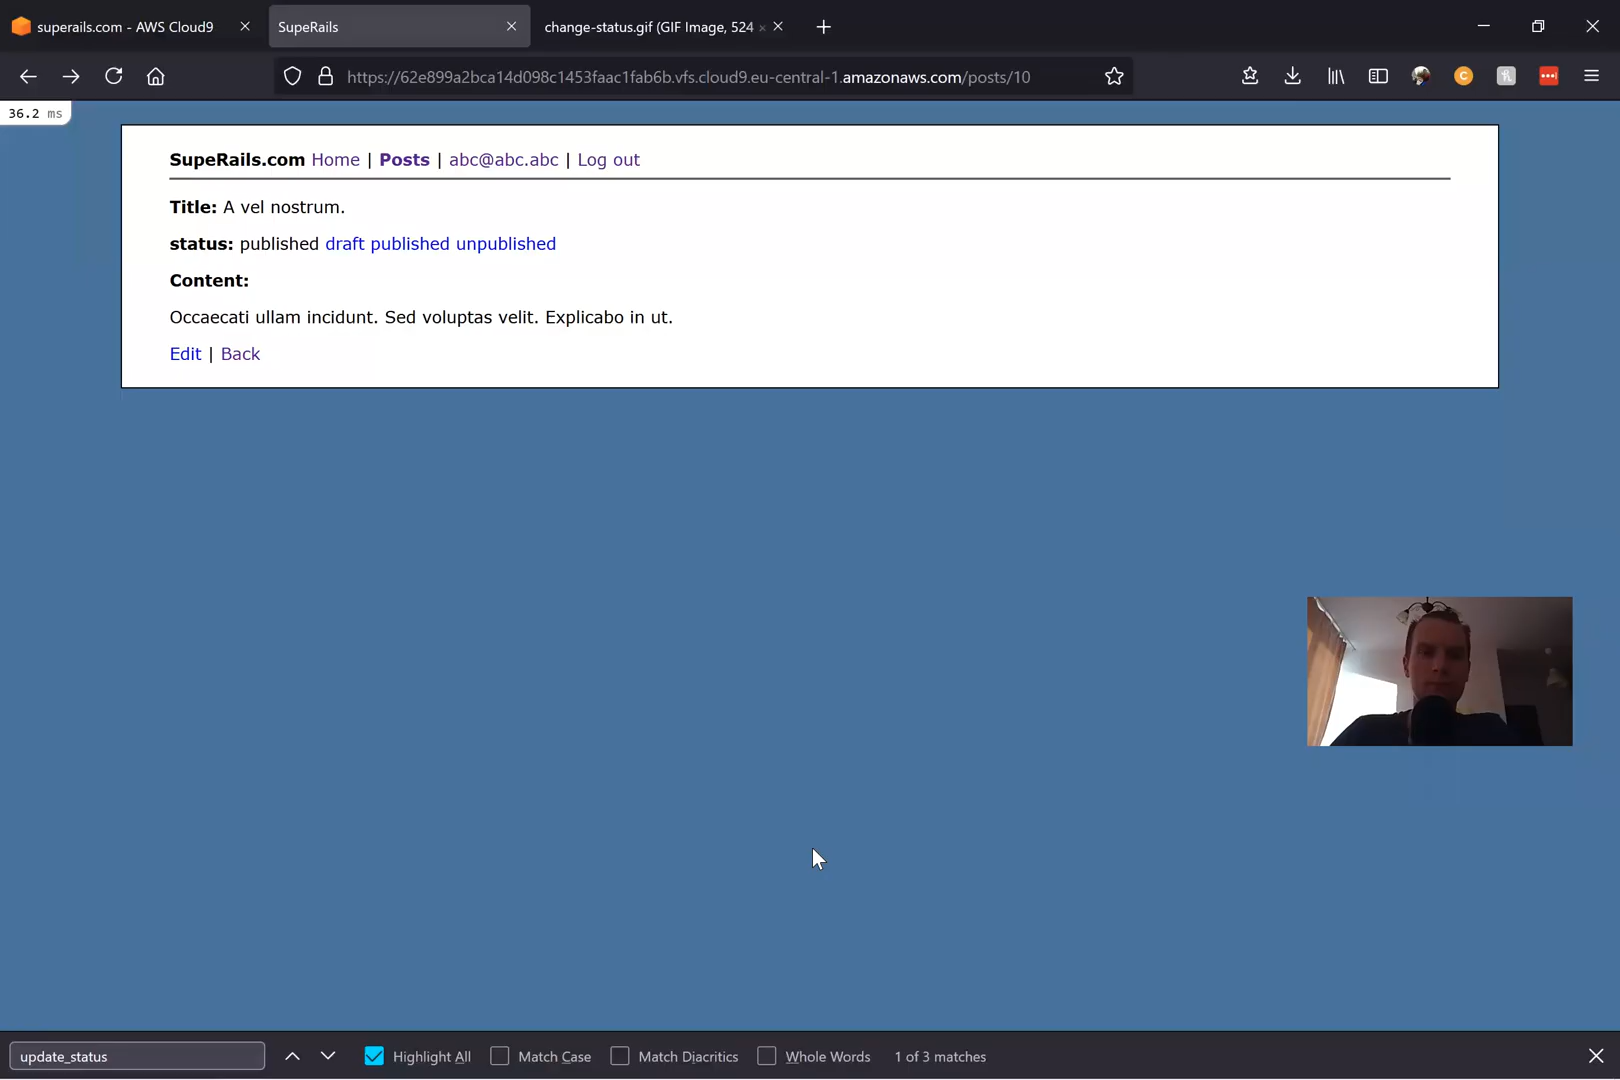 superails.com - AWS Cloud9
SupeRails
change-status.gif (GIF Image, 524
https://62e899a2bca14d098c1453faac1fab6b.vfs.cloud9.eu-central-1.amazonaws.com/posts/10
36.2 ms
SupeRails.com Home | Posts | abc@abc.abc | Log out
Title: A vel nostrum.
status: published draft published unpublished
Content:
Occaecati ullam incidunt. Sed voluptas velit. Explicabo in ut.
Edit | Back
update_status Highlight All Match Case Match Diacritics Whole Words 1 of 3 matches